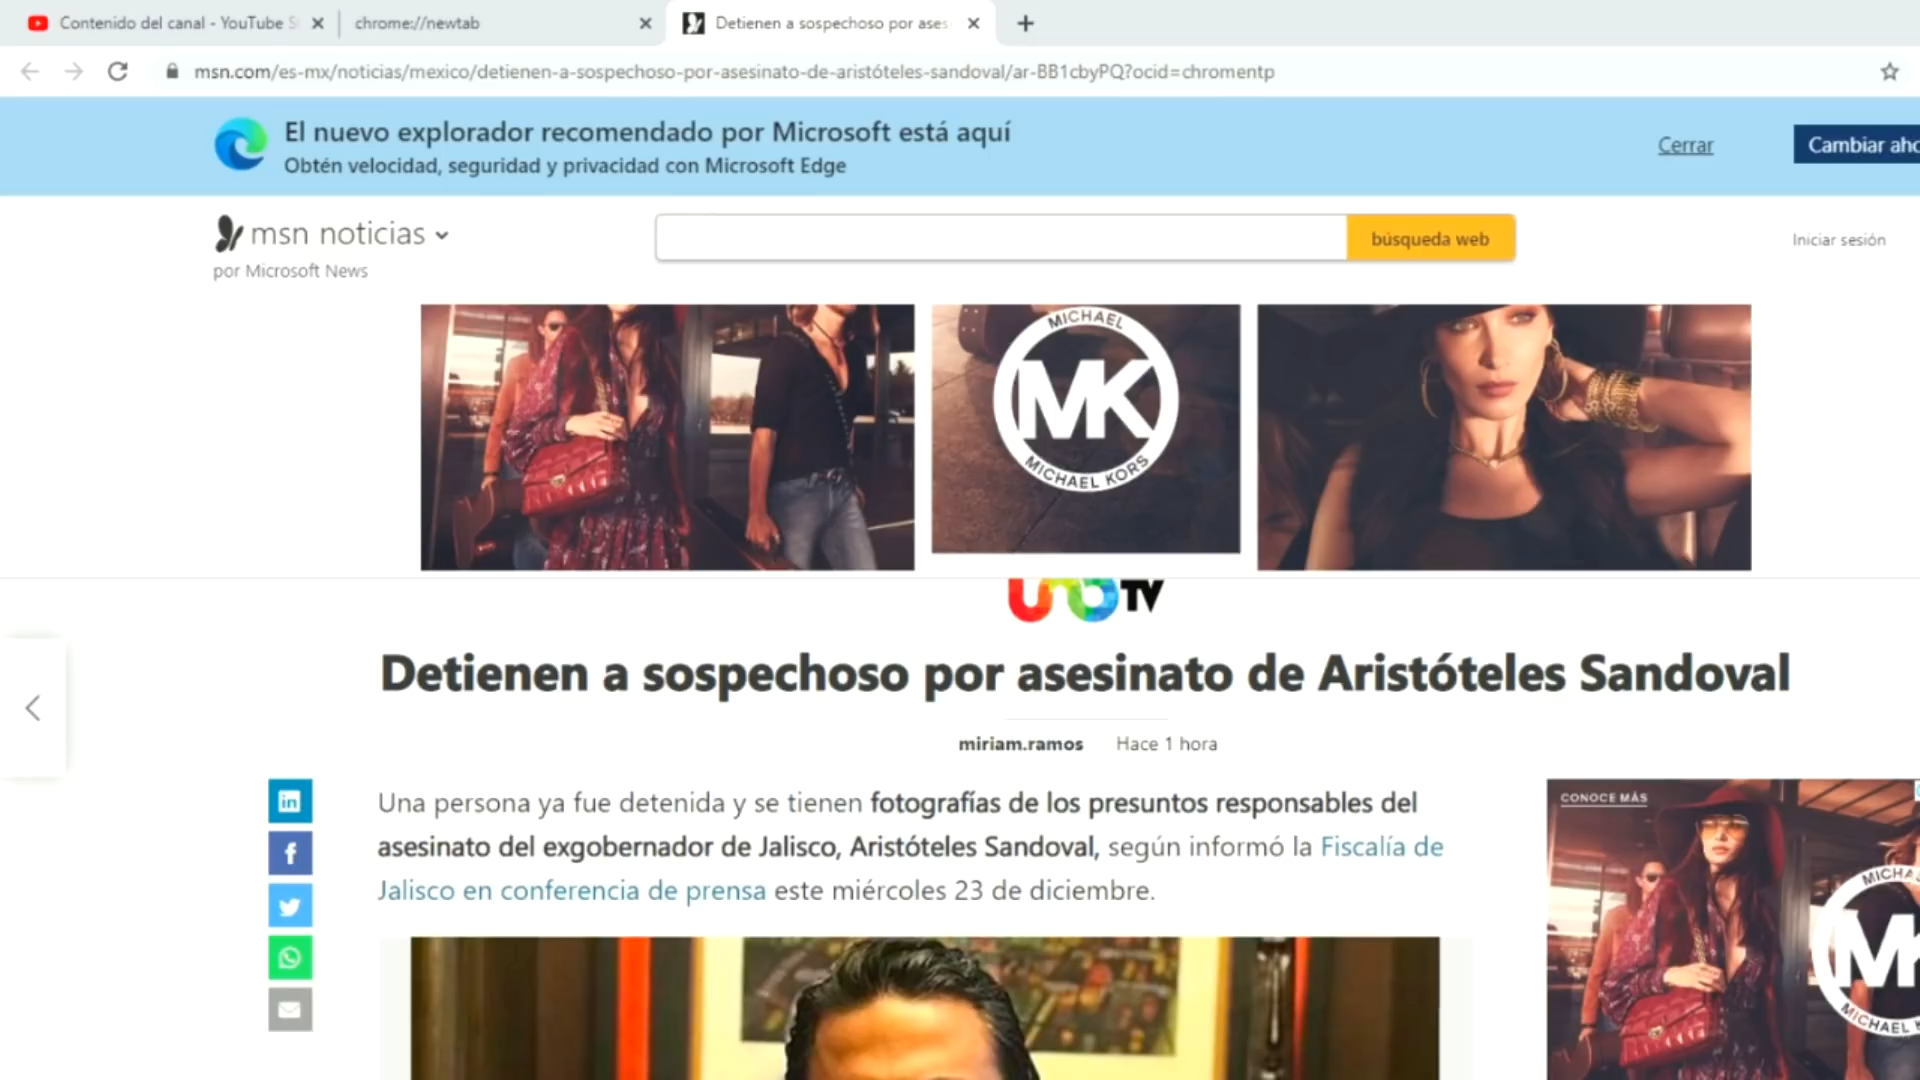 Contenido del canal - YouTube S
chrome://newtab
Detienen a sospechoso por ases
msn.com/es-mx/noticias/mexico/detienen-a-sospechoso-por-asesinato-de-aristóteles-sandoval/ar-BB1cbyPQ?ocid=chromentp
El nuevo explorador recomendado por Microsoft está aquí
Obtén velocidad, seguridad y privacidad con Microsoft Edge
Cerrar
Cambiar aho
msn noticias
por Microsoft News
búsqueda web
Iniciar sesión
MICHAEL
MK
MICHAEL KORS
uno TV
Detienen a sospechoso por asesinato de Aristóteles Sandoval
miriam.ramos Hace 1 hora
Una persona ya fue detenida y se tienen fotografías de los presuntos responsables del
asesinato del exgobernador de Jalisco, Aristóteles Sandoval, según informó la Fiscalía de
Jalisco en conferencia de prensa este miércoles 23 de diciembre.
CONOCE MÁS
MICHA
MK
MICHAEL K